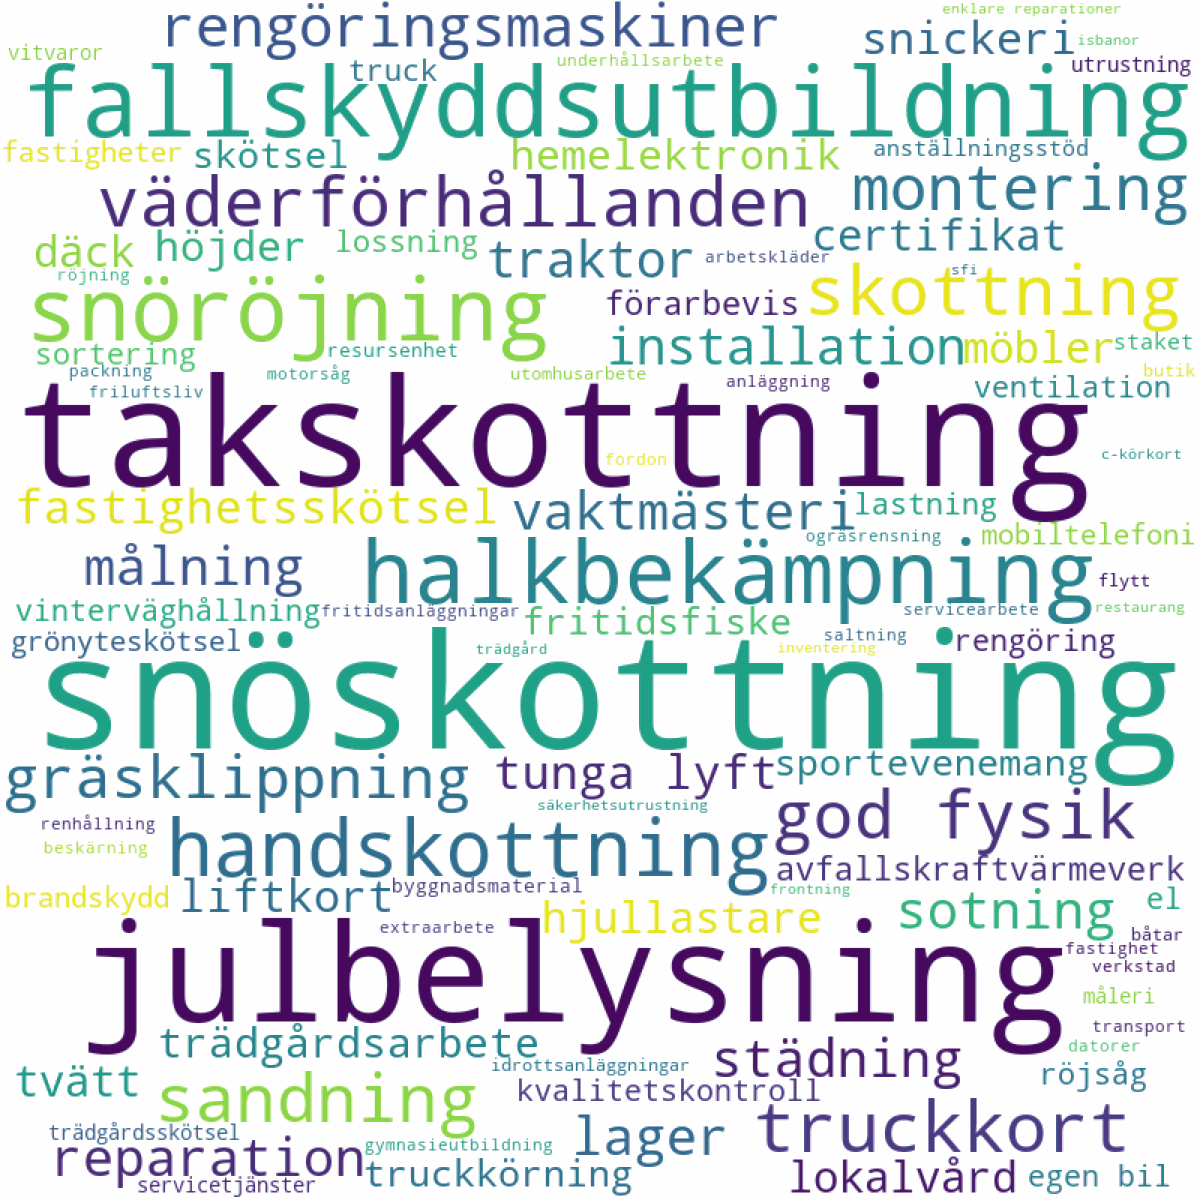 enklare reparationer
rengöringsmaskiner
snickeri
isbanor
vitvaror
truck
underhållsarbete
utrustning
fallskyddsutbildning
fastigheter
skötsel
hemelektronik
anställningsstöd
väderförhållanden
montering
däck
höjder
lossning
traktor
certifikat
arbetskläder
röjning
sfi
snöröjning
förarbevis
skottning
sortering
resursenhet
installation
möbler
staket
packning
friluftsliv
motorsåg
utomhusarbete
anläggning
ventilation
butik
takskottning
fordon
c-körkort
fastighetsskötsel
vaktmästeri
lastning
målning
halkbekämpning
ogräsrensning
mobiltelefoni
flytt
vinterväghållning
fritidsanläggningar
fritidsfiske
servicearbete
restaurang
grönyteskötsel
trädgård
saltning
inventering
rengöring
snöskottning
gräsklippning
tunga lyft
sportevenemang
säkerhetsutrustning
renhållning
beskärning
handskottning
god fysik
avfallskraftvärmeverk
brandskydd
liftkort
byggnadsmaterial
frontning
hjullastare
sotning
el
extraarbete
båtar
fastighet
verkstad
julbelysning
måleri
transport
trädgårdsarbete
idrottsanläggningar
städning
datorer
tvätt
sandning
kvalitetskontroll
röjsåg
trädgårdsskötsel
gymnasieutbildning
lager
truckkort
reparation
servicetjänster
truckkörning
lokalvård
egen bil